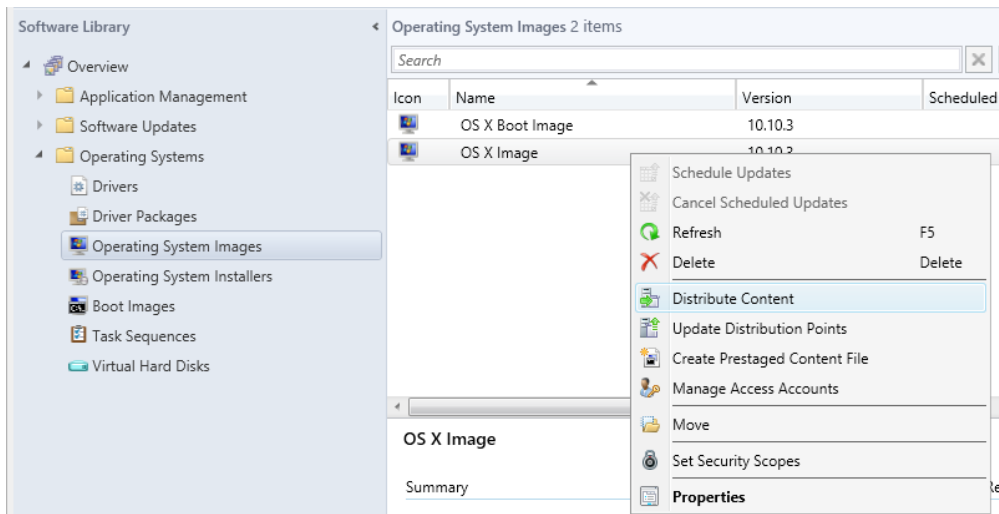 Software Library
Overview
Application Management
Software Updates
Operating Systems
Drivers
Driver Packages
Operating System Images
Operating System Installers
Boot Images
Task Sequences
Virtual Hard Disks
Operating System Images 2 items
Search
Icon Name Version Scheduled
OS X Boot Image 10.10.3
OS X Image 10.10.3
Schedule Updates
Cancel Scheduled Updates
Refresh F5
Delete Delete
Distribute Content
Update Distribution Points
Create Prestaged Content File
Manage Access Accounts
Move
Set Security Scopes
Properties
OS X Image
Summary